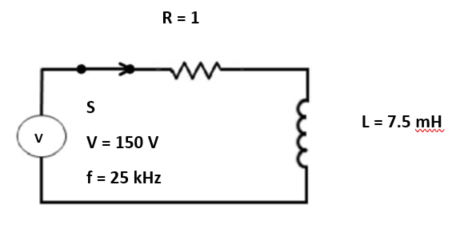 R = 1
S
L = 7.5 mH
V
V = 150 V
f = 25 kHz